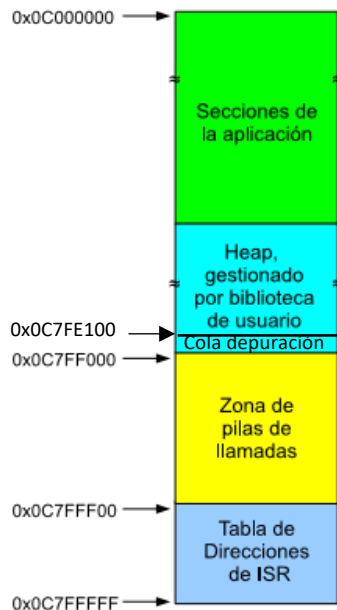 0x0C000000
Secciones de
la aplicación
Heap,
gestionado
por biblioteca
de usuario
0x0C7FE100
Cola depuración
0x0C7FF000
Zona de
pilas de
llamadas
0x0C7FFF00
Tabla de
Direcciones
de ISR
0x0C7FFFFF